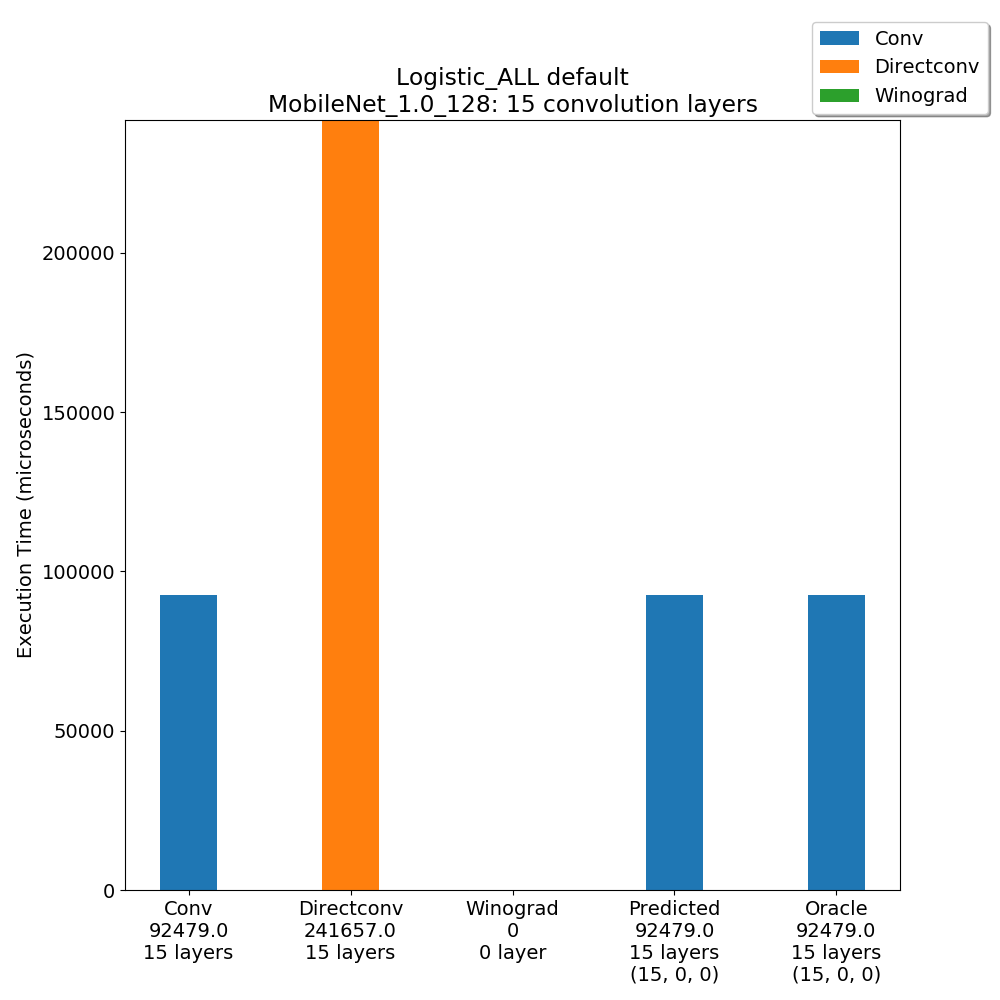 Conv
Directconv
Winograd
Logistic_ALL default
MobileNet_1.0_128: 15 convolution layers
Execution Time (microseconds)
200000
150000
100000
50000
0
Conv
92479.0
15 layers
Directconv
241657.0
15 layers
Winograd
0
0 layer
Predicted
92479.0
15 layers
(15, 0, 0)
Oracle
92479.0
15 layers
(15, 0, 0)